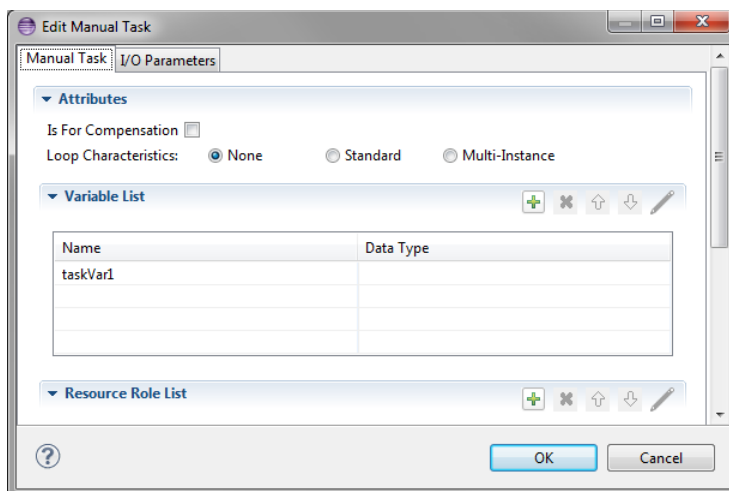 Edit Manual Task
Manual Task I/O Parameters
Attributes
Is For Compensation
Loop Characteristics: None Standard Multi-Instance
Variable List
Name Data Type
taskVar1
Resource Role List
? OK Cancel